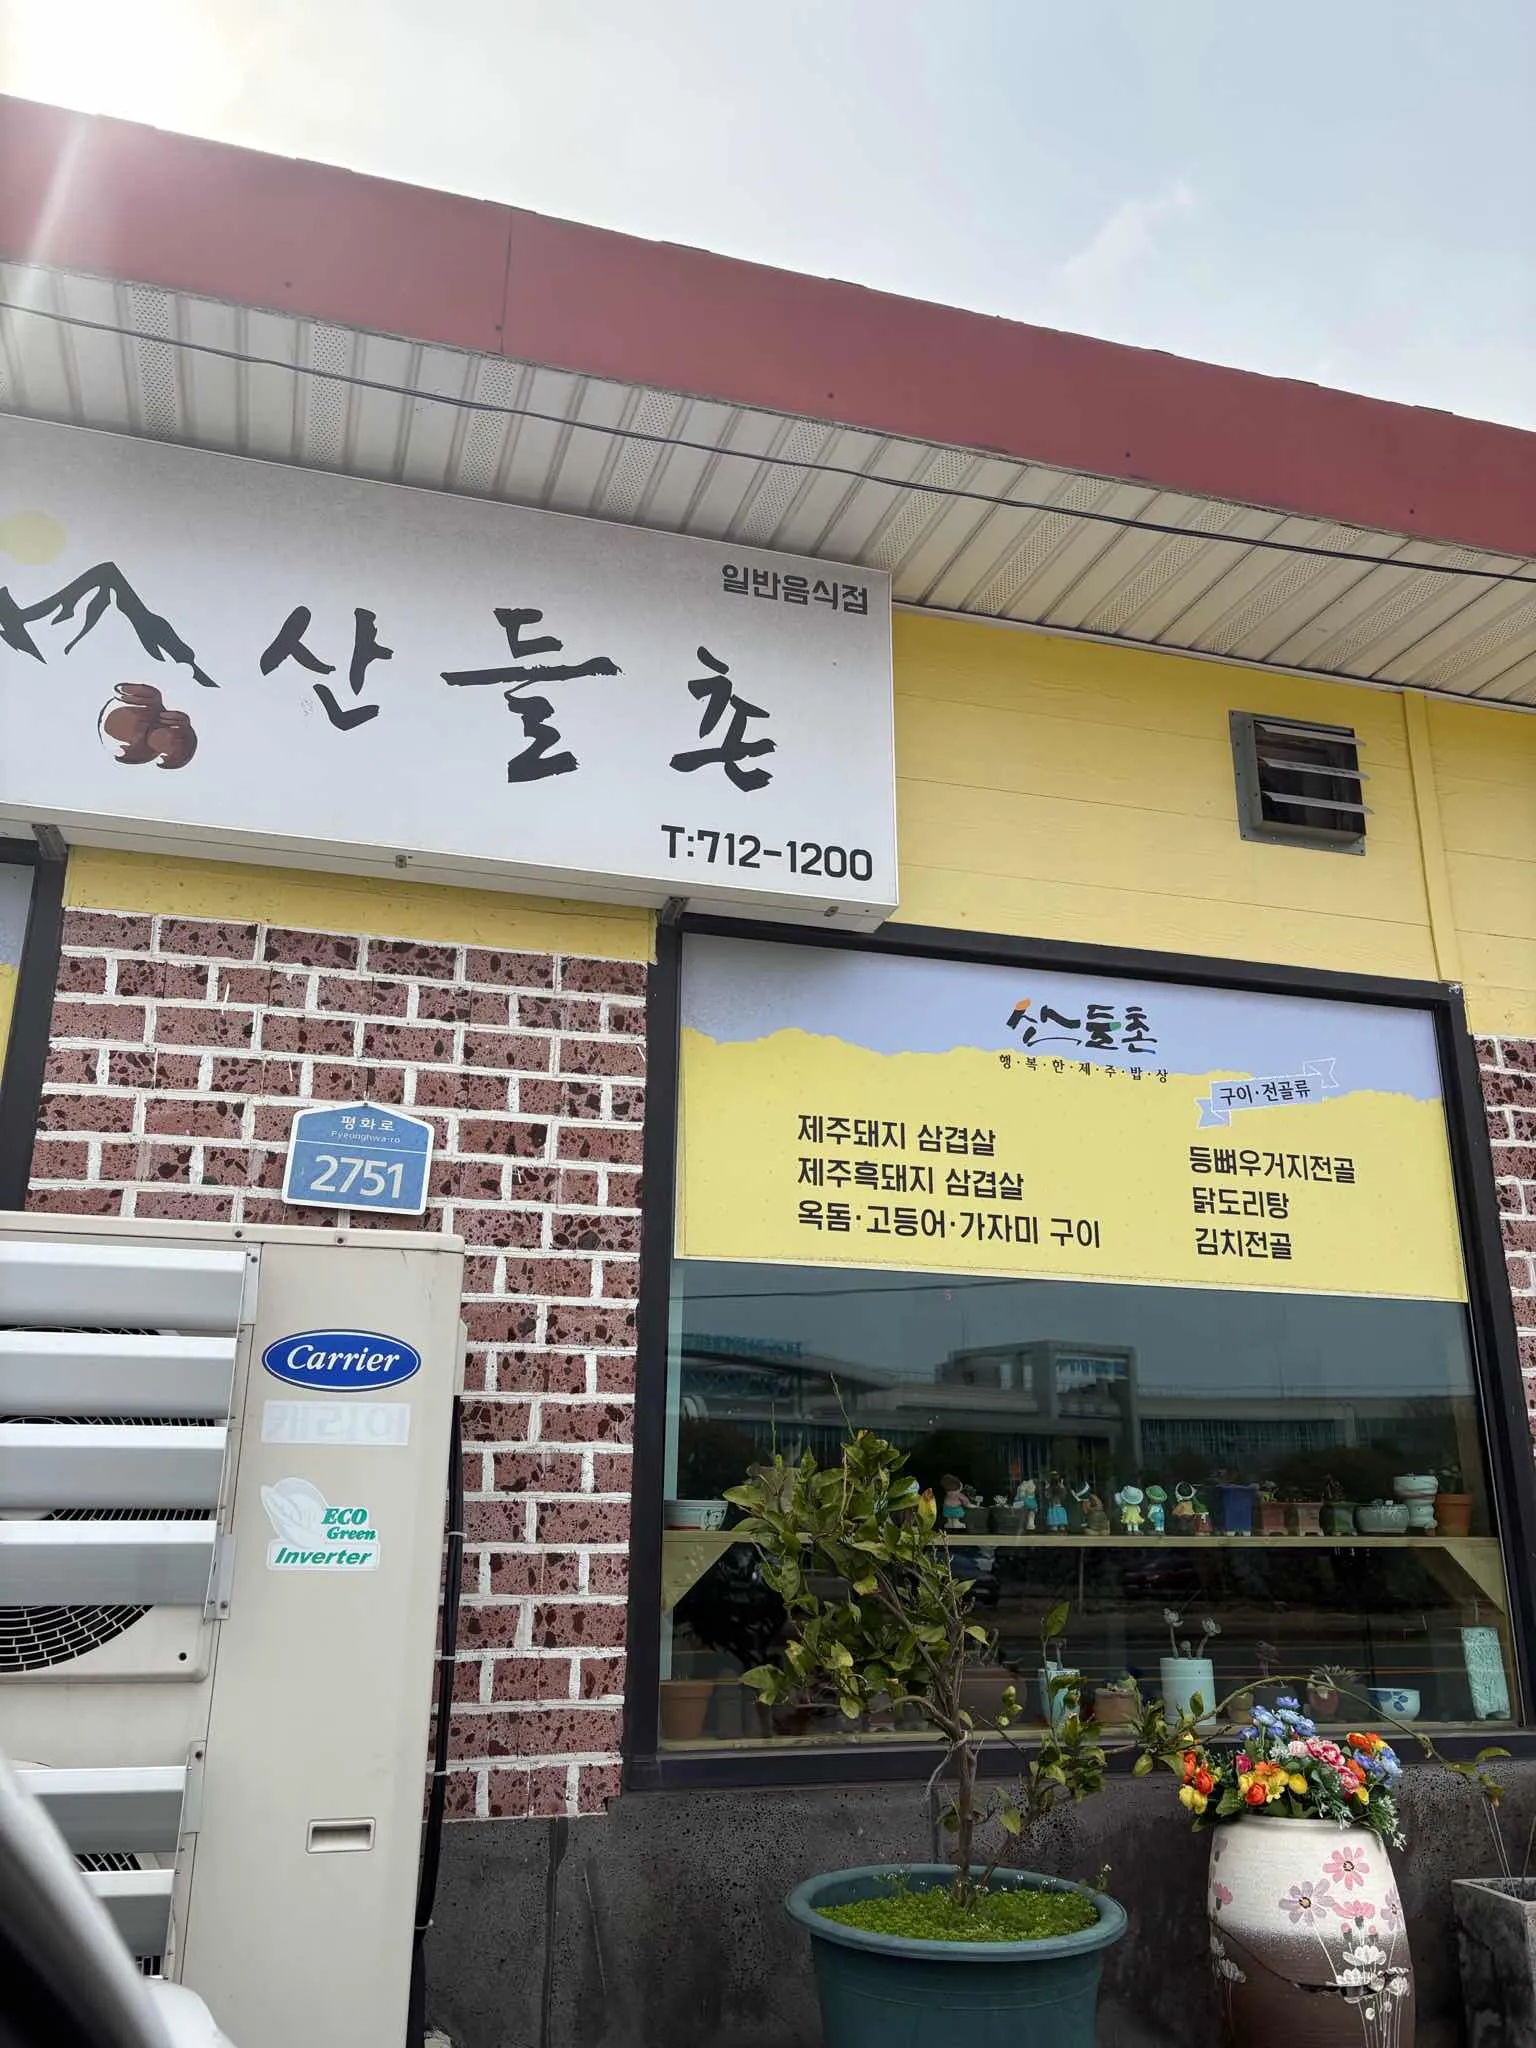 일반음식점
산들촌
T:712-1200
평화로
Pyeonghwa-ro
2751
Carrier
ECO
Green
Inverter
산들촌
행·복·한·제·주·밥·상
구이·전골류
제주돼지 삼겹살
제주흑돼지 삼겹살
옥돔·고등어·가자미 구이
등뼈우거지전골
닭도리탕
김치전골